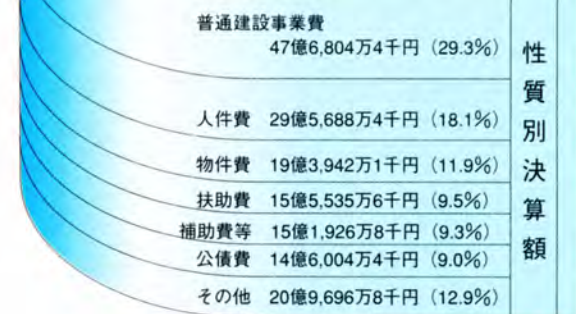 普通建設事業費
47億6,804万4千円（29.3％）
人件費 29億5,688万4千円（18.1％）
物件費 19億3,942万1千円（11.9％）
扶助費 15億5,535万6千円（9.5％）
補助費等 15億1,926万8千円（9.3％）
公債費 14億6,004万4千円（9.0％）
その他 20億9,696万8千円（12.9％）
性質別決算額